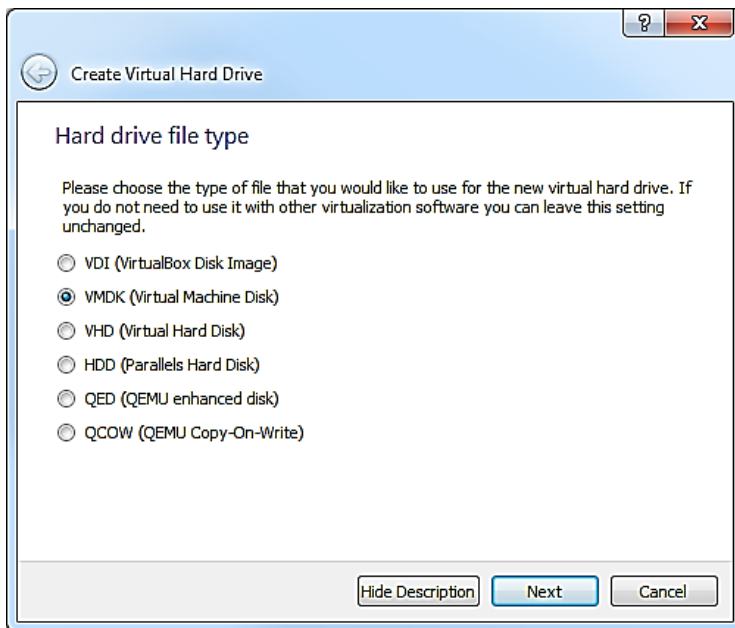 Create Virtual Hard Drive
Hard drive file type
Please choose the type of file that you would like to use for the new virtual hard drive. If
you do not need to use it with other virtualization software you can leave this setting
unchanged.
VDI (VirtualBox Disk Image)
VMDK (Virtual Machine Disk)
VHD (Virtual Hard Disk)
HDD (Parallels Hard Disk)
QED (QEMU enhanced disk)
QCOW (QEMU Copy-On-Write)
Hide Description Next Cancel